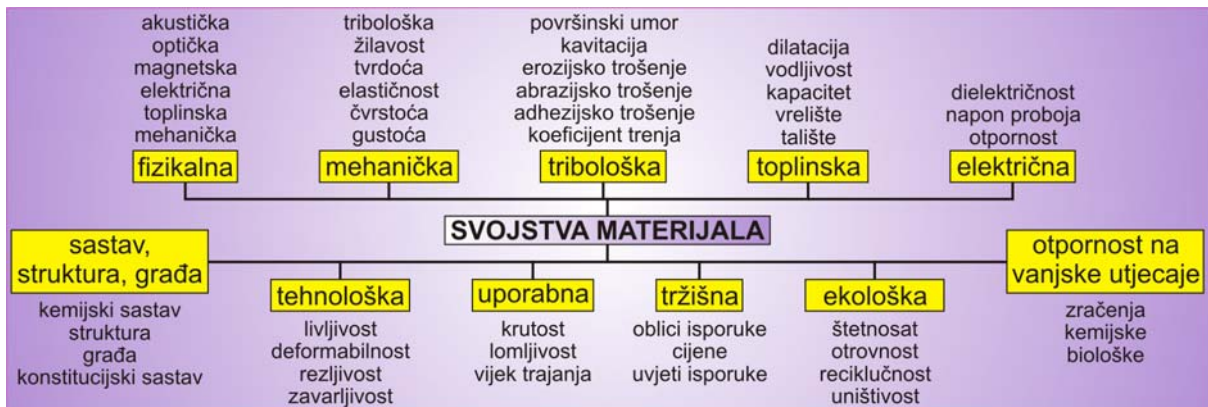 akustička
optička
magnetska
električna
toplinska
mehanička
fizikalna
tribološka
žilavost
tvrdoća
elastičnost
čvrstoća
gustoća
mehanička
površinski umor
kavitacija
erozijsko trošenje
abrazijsko trošenje
adhezijsko trošenje
koeficijent trenja
tribološka
dilatacija
vodljivost
kapacitet
vrelište
talište
toplinska
dielektričnost
napon proboja
otpornost
električna
SVOJSTVA MATERIJALA
sastav,
struktura, građa
kemijski sastav
struktura
građa
konstitucijski sastav
tehnološka
livljivost
deformabilnost
rezljivost
zavarljivost
uporabna
krutost
lomljivost
vijek trajanja
tržišna
oblici isporuke
cijene
uvjeti isporuke
ekološka
štetnosat
otrovnost
reciklučnost
uništivost
otpornost na
vanjske utjecaje
zračenja
kemijske
biološke